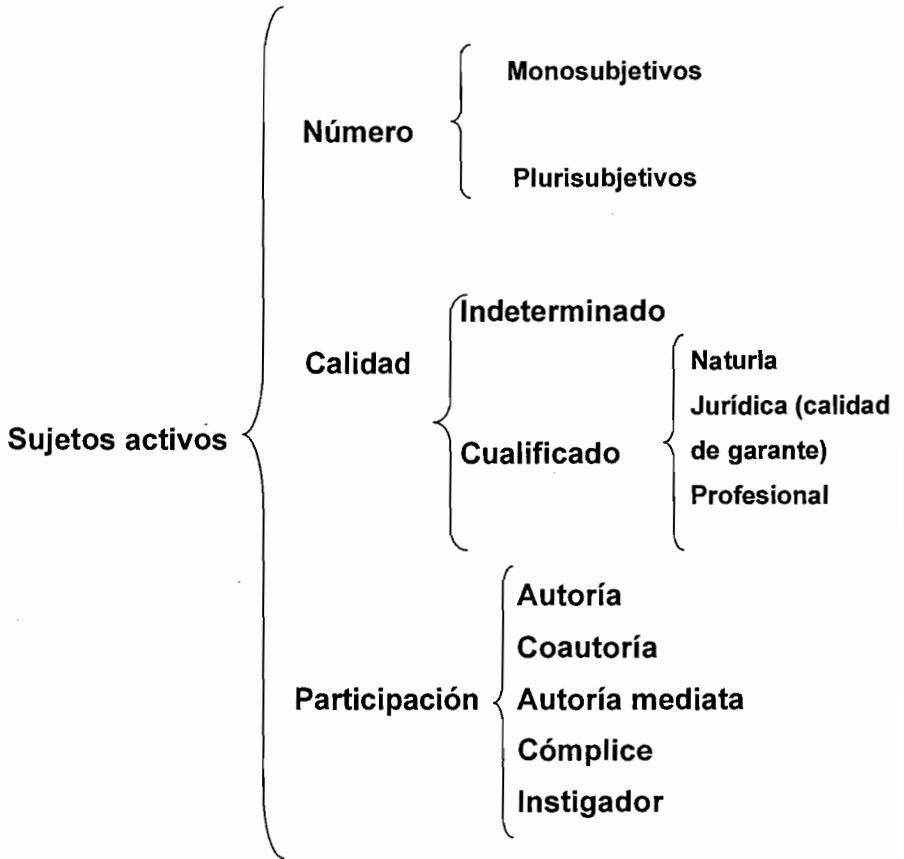 Sujetos activos
Número
Monosubjetivos
Plurisubjetivos
Calidad
Indeterminado
Cualificado
Naturla
Jurídica (calidad
de garante)
Profesional
Participación
Autoría
Coautoría
Autoría mediata
Cómplice
Instigador